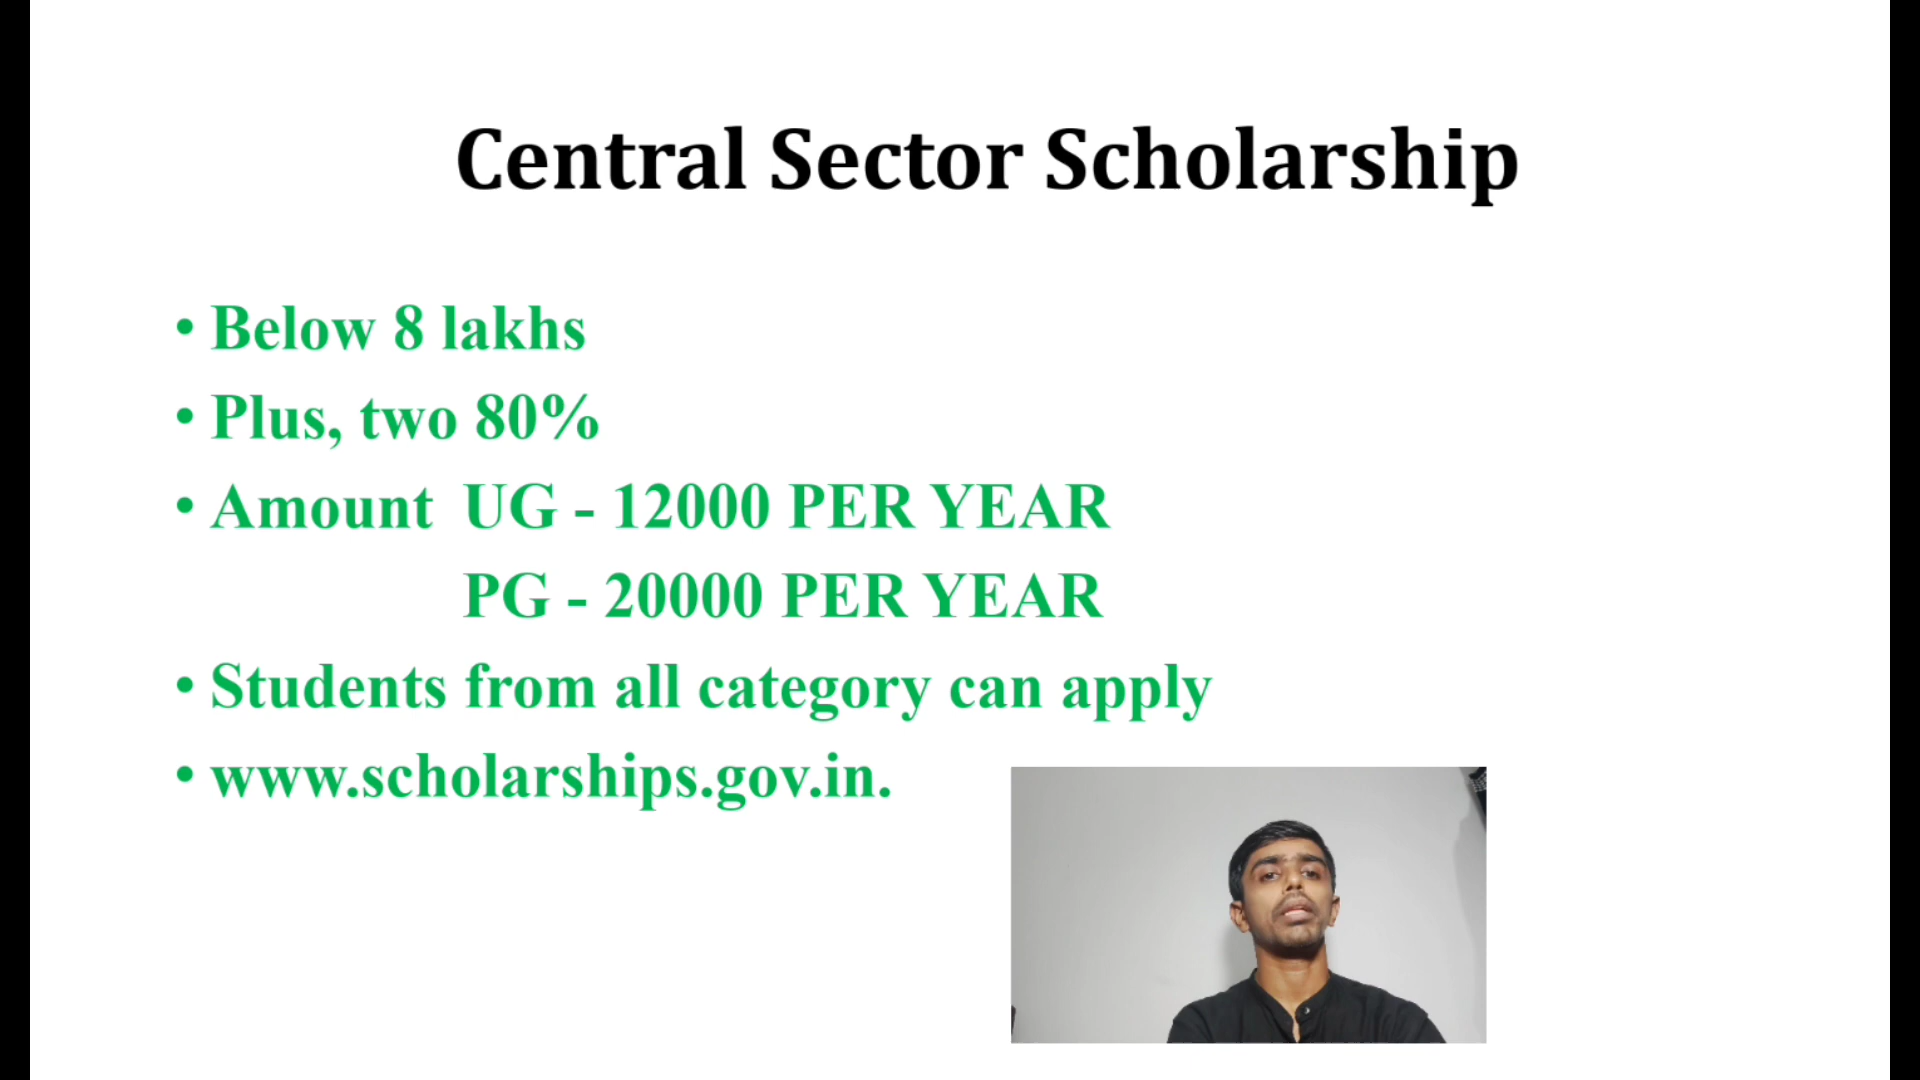 Central Sector Scholarship
• Below 8 lakhs
• Plus, two 80%
• Amount UG - 12000 PER YEAR
PG - 20000 PER YEAR
• Students from all category can apply
• www.scholarships.gov.in.